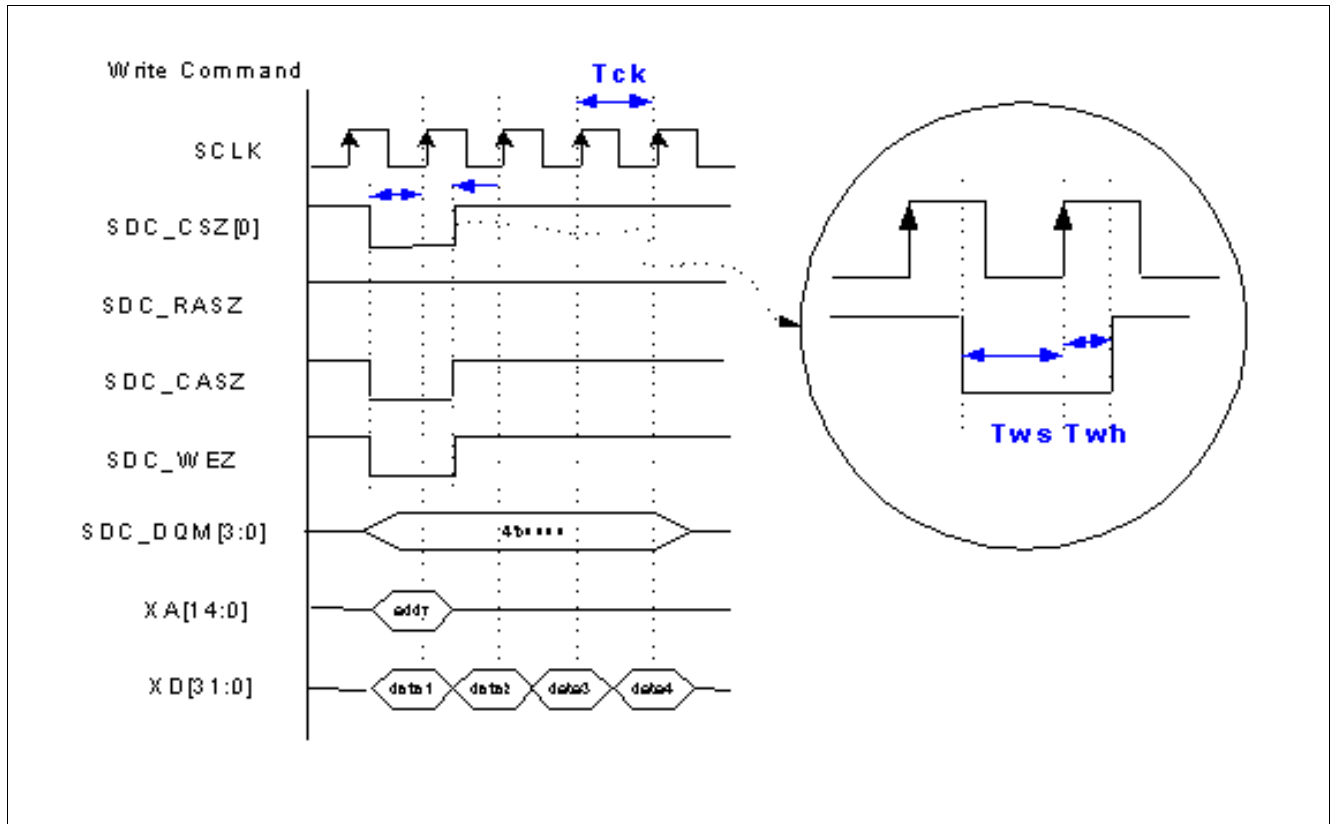 Write Command
Tck
SCLK
SDC_CSZ[0]
SDC_RASZ
SDC_CASZ
SDC_WEZ
SDC_DQM[3:0]
XA[14:0]
addr
XD[31:0]
data1 data2 data3 data4
Tws Twh